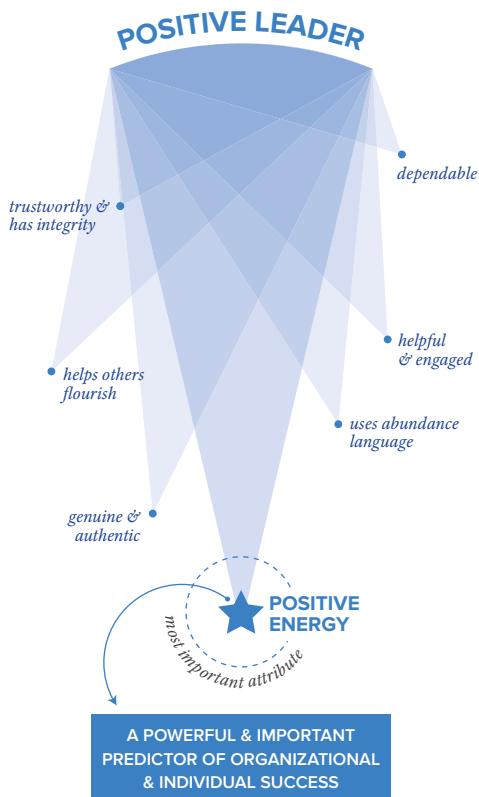 POSITIVE LEADER
dependable
trustworthy &
has integrity
helpful
& engaged
helps others
flourish
uses abundance
language
genuine &
authentic
POSITIVE
ENERGY
most important attribute
A POWERFUL & IMPORTANT
PREDICTOR OF ORGANIZATIONAL
& INDIVIDUAL SUCCESS